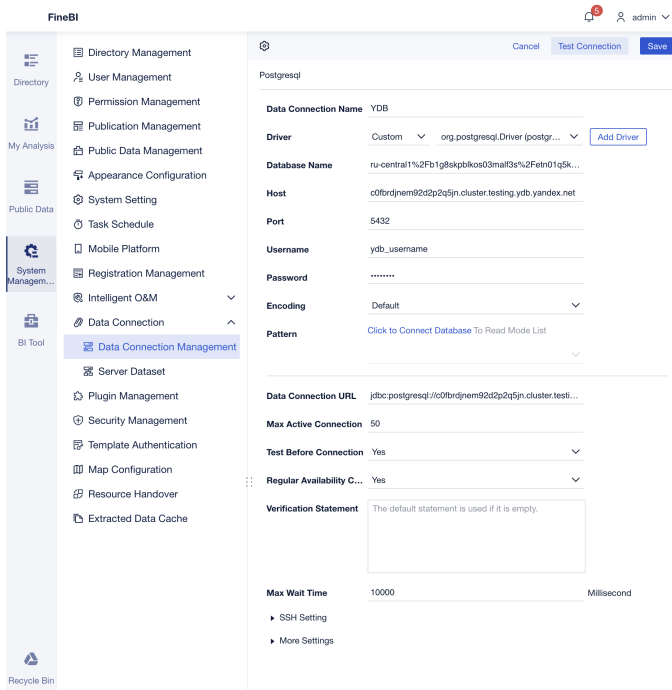 FineBI
5
admin
Directory
My Analysis
Public Data
System
Managem...
BI Tool
Recycle Bin
Directory Management
User Management
Permission Management
Publication Management
Public Data Management
Appearance Configuration
System Setting
Task Schedule
Mobile Platform
Registration Management
Intelligent O&M
Data Connection
Data Connection Management
Server Dataset
Plugin Management
Security Management
Template Authentication
Map Configuration
Resource Handover
Extracted Data Cache
Cancel Test Connection Save
Postgresql
Data Connection Name YDB
Driver Custom org.postgresql.Driver (postgr... Add Driver
Database Name ru-central1%2Fb1g8skpblkos03malf3s%2Fetn01q5k...
Host c0fbrdjnem92d2p2q5jn.cluster.testing.ydb.yandex.net
Port 5432
Username ydb_username
Password ••••••••
Encoding Default
Pattern Click to Connect Database To Read Mode List
Data Connection URL jdbc:postgresql://c0fbrdjnem92d2p2q5jn.cluster.testi...
Max Active Connection 50
Test Before Connection Yes
Regular Availability C... Yes
Verification Statement The default statement is used if it is empty.
Max Wait Time 10000 Millisecond
SSH Setting
More Settings